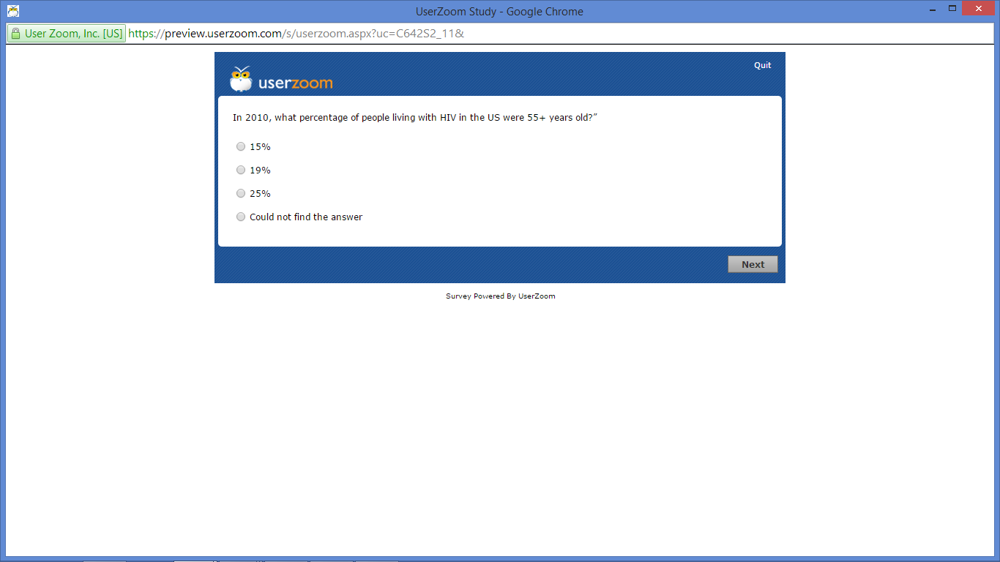 UserZoom Study - Google Chrome
User Zoom, Inc. [US] https://preview.userzoom.com/s/userzoom.aspx?uc=C642S2_11&
Quit
userzoom
In 2010, what percentage of people living with HIV in the US were 55+ years old?”
15%
19%
25%
Could not find the answer
Next
Survey Powered By UserZoom